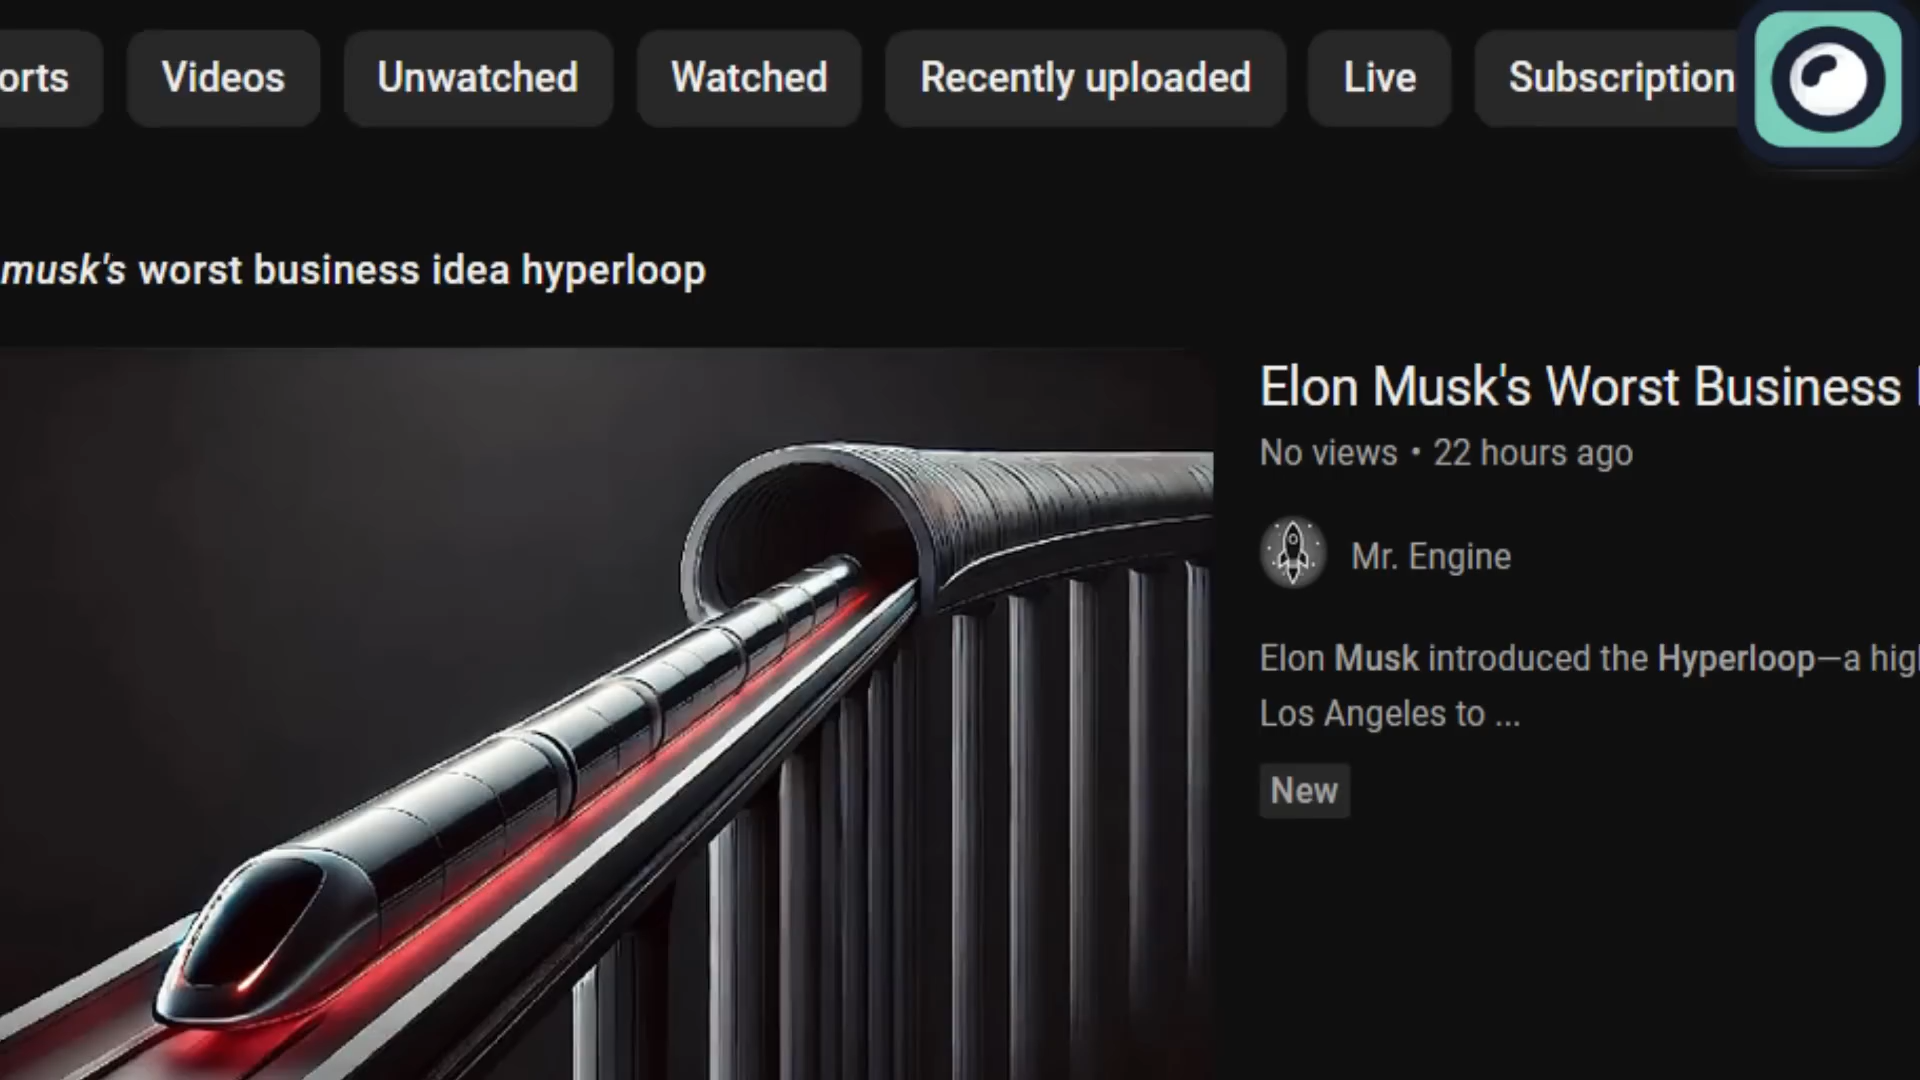 orts Videos Unwatched Watched Recently uploaded Live Subscription
musk's worst business idea hyperloop
Elon Musk's Worst Business
No views • 22 hours ago
Mr. Engine
Elon Musk introduced the Hyperloop—a hig
Los Angeles to ...
New